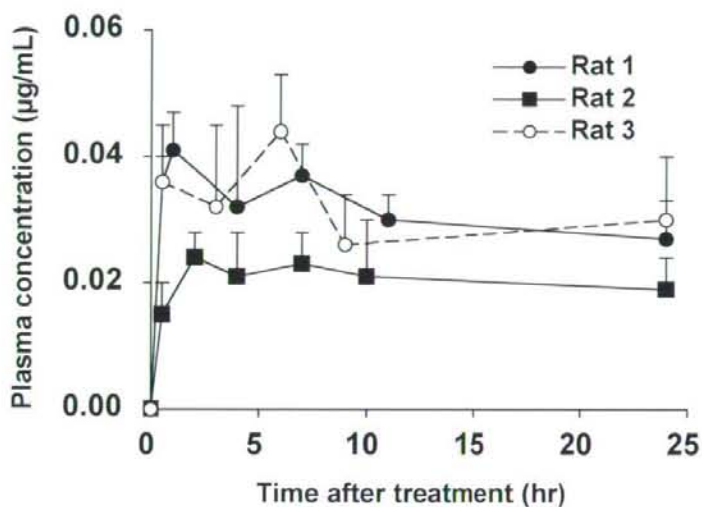 Plasma concentration (µg/mL)
0.06
0.04
0.02
0.00
Rat 1
Rat 2
Rat 3
0 5 10 15 20 25
Time after treatment (hr)